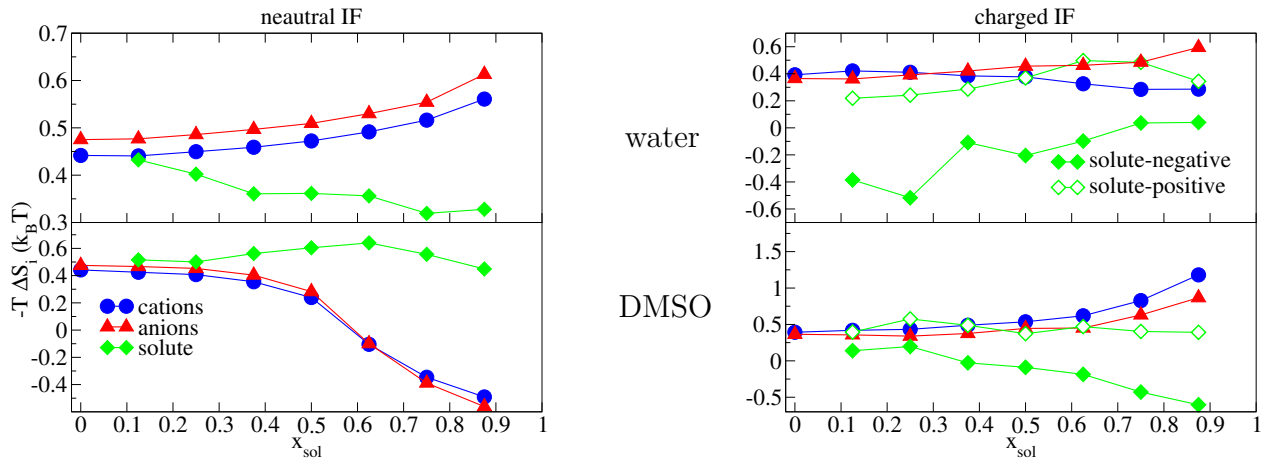 neautral IF
charged IF
0.7
0.6
0.5
0.4
0.3
0.6
0.4
0.2
0
-0.2
-0.4
-0.6
water
solute-negative
solute-positive
-T ΔS_i (k_BT)
0.6
0.4
0.2
0
-0.2
-0.4
cations
anions
solute
DMSO
1.5
1
0.5
0
-0.5
0 0.1 0.2 0.3 0.4 0.5 0.6 0.7 0.8 0.9 1
0 0.1 0.2 0.3 0.4 0.5 0.6 0.7 0.8 0.9 1
x_sol
x_sol